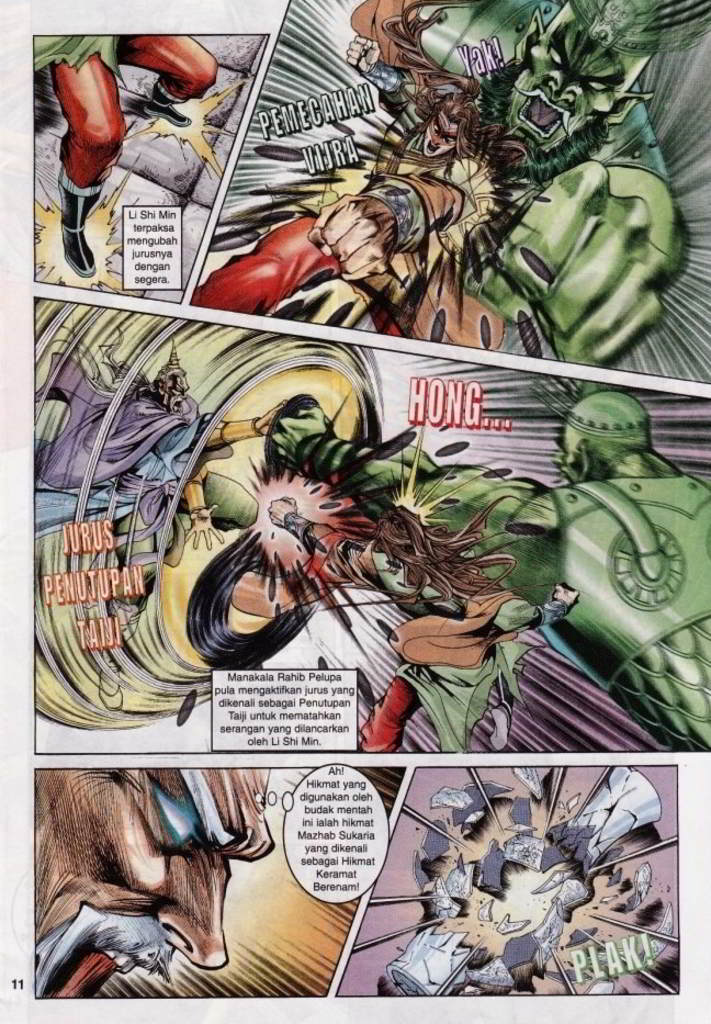 Li Shi Min
terpaksa
mengubah
jurusnya
dengan
segera.
PEMECAHAN
VIJRA
Yak!
HONG...
JURUS
PENUTUPAN
TAIJI
Manakala Rahib Pelupa
pula mengaktifkan jurus yang
dikenali sebagai Penutupan
Taiji untuk mematahkan
serangan yang dilancarkan
oleh Li Shi Min.
Ah!
Hikmat yang
digunakan oleh
budak mentah
ini ialah hikmat
Mazhab Sukaria
yang dikenali
sebagai Hikmat
Keramat
Berenam!
PLAK!
11